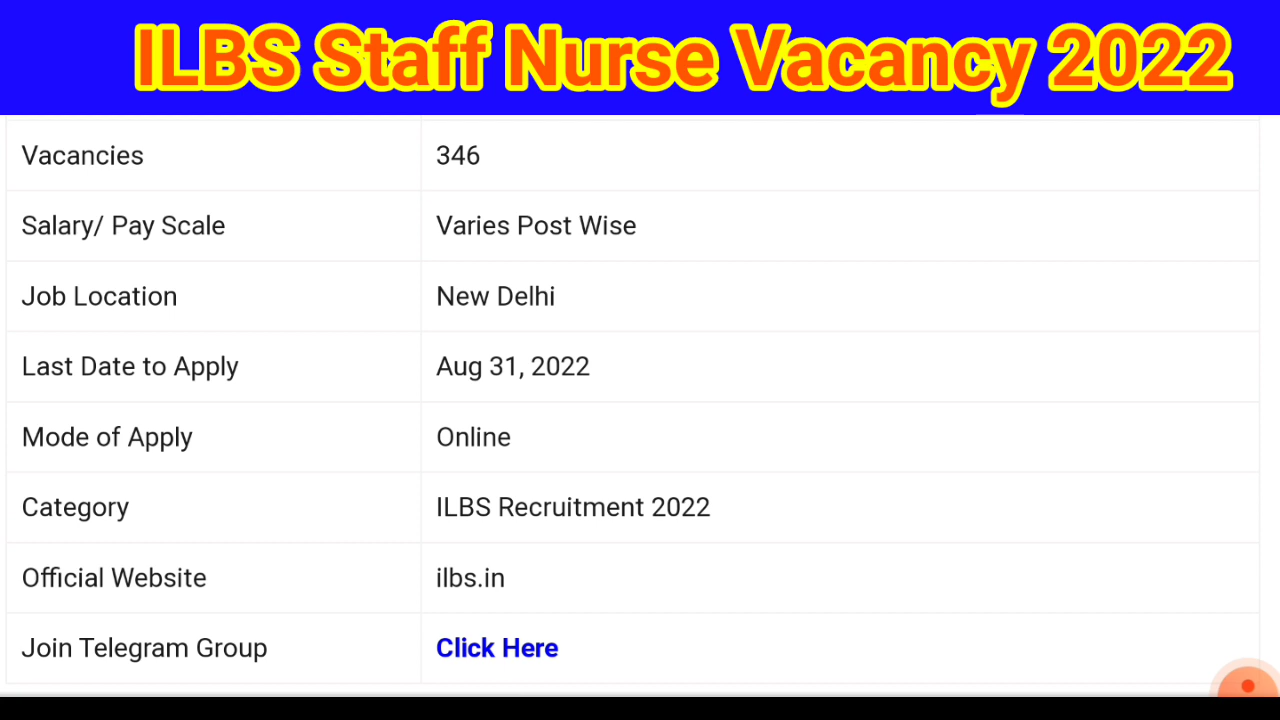 ILBS Staff Nurse Vacancy 2022
Vacancies 346
Salary/ Pay Scale Varies Post Wise
Job Location New Delhi
Last Date to Apply Aug 31, 2022
Mode of Apply Online
Category ILBS Recruitment 2022
Official Website ilbs.in
Join Telegram Group Click Here